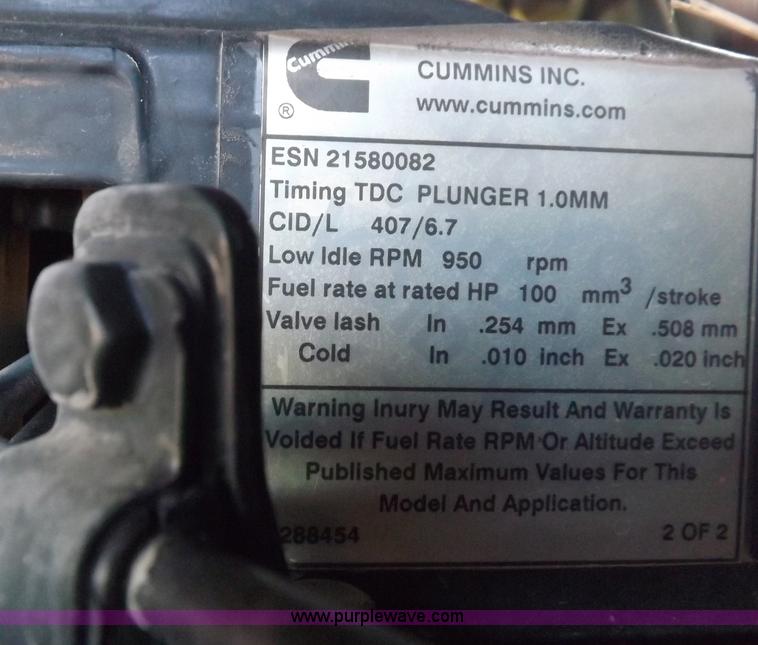 Cummins
CUMMINS INC.
®
www.cummins.com
ESN 21580082
Timing TDC PLUNGER 1.0MM
CID/L 407/6.7
Low Idle RPM 950 rpm
Fuel rate at rated HP 100 mm3 /stroke
Valve lash In .254 mm Ex .508 mm
Cold In .010 inch Ex .020 inch
Warning Inury May Result And Warranty Is
Voided If Fuel Rate RPM Or Altitude Exceed
Published Maximum Values For This
Model And Application.
288454 2 OF 2
www.purplewave.com